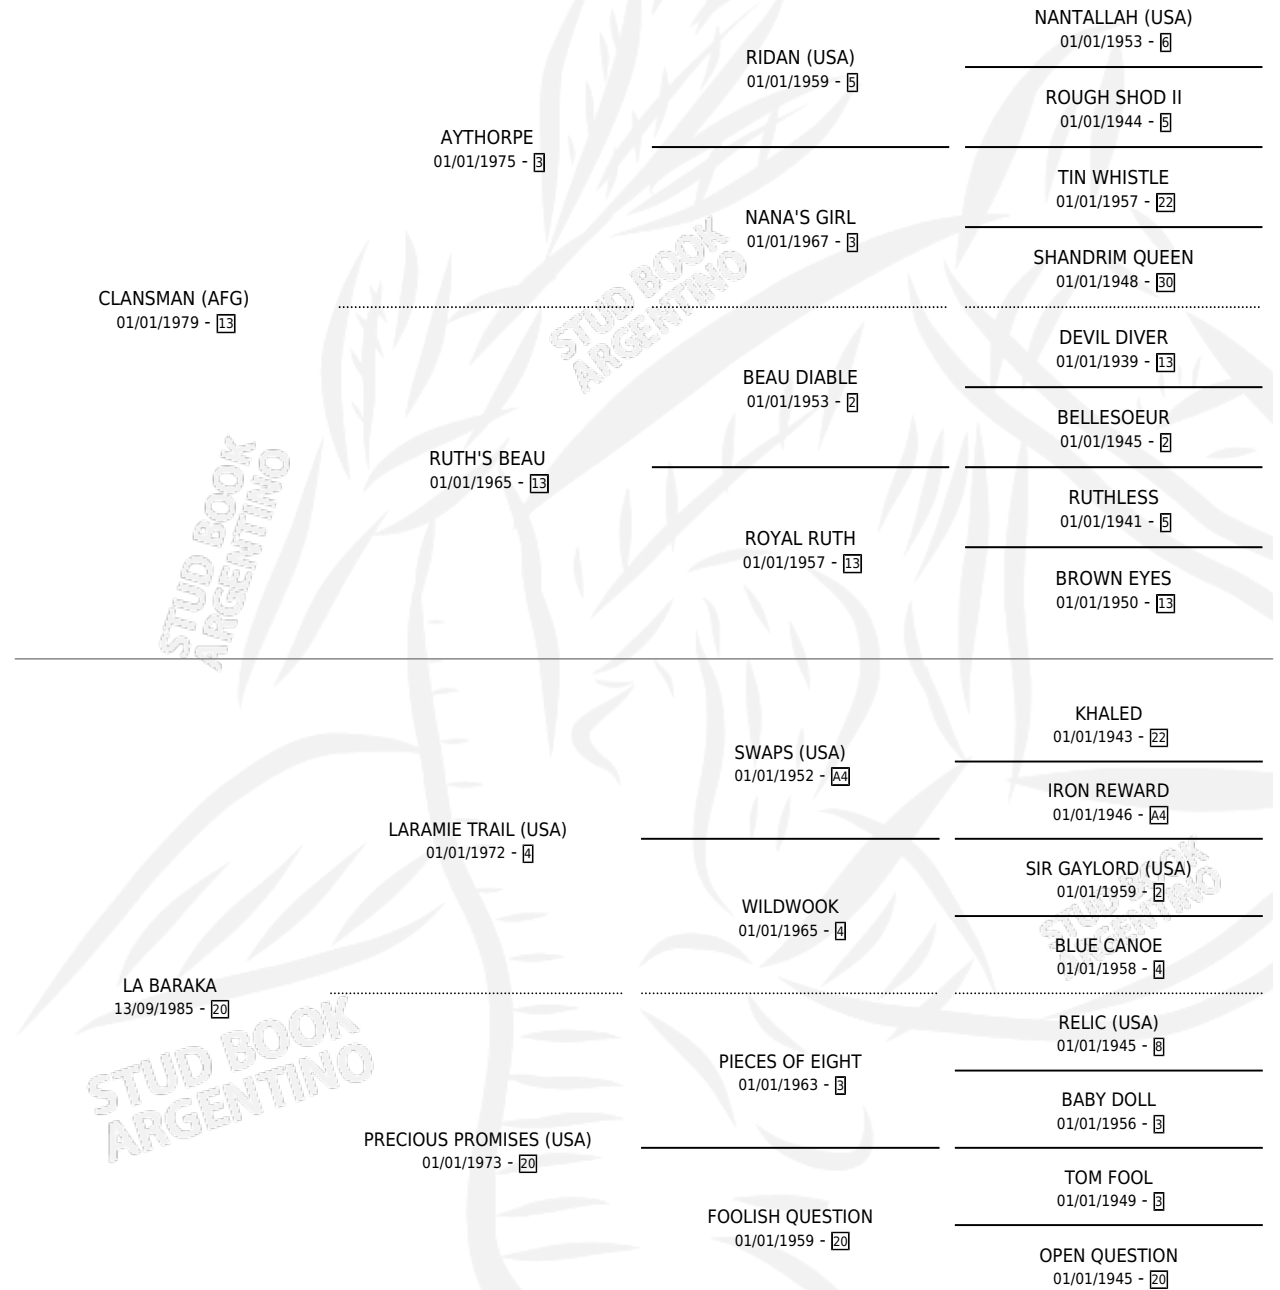 NANTALLAH (USA)
01/01/1953 - 6
RIDAN (USA)
01/01/1959 - 5
ROUGH SHOD II
01/01/1944 - 5
AYTHORPE
01/01/1975 - 3
TIN WHISTLE
01/01/1957 - 22
NANA'S GIRL
01/01/1967 - 3
SHANDRIM QUEEN
01/01/1948 - 30
CLANSMAN (AFG)
01/01/1979 - 13
DEVIL DIVER
01/01/1939 - 13
BEAU DIABLE
01/01/1953 - 2
BELLESOEUR
01/01/1945 - 2
RUTH'S BEAU
01/01/1965 - 13
RUTHLESS
01/01/1941 - 5
ROYAL RUTH
01/01/1957 - 13
BROWN EYES
01/01/1950 - 13
KHALED
01/01/1943 - 22
SWAPS (USA)
01/01/1952 - A4
IRON REWARD
01/01/1946 - A4
LARAMIE TRAIL (USA)
01/01/1972 - 4
SIR GAYLORD (USA)
01/01/1959 - 2
WILDWOOK
01/01/1965 - 4
BLUE CANOE
01/01/1958 - 4
LA BARAKA
13/09/1985 - 20
RELIC (USA)
01/01/1945 - 8
PIECES OF EIGHT
01/01/1963 - 3
BABY DOLL
01/01/1956 - 3
PRECIOUS PROMISES (USA)
01/01/1973 - 20
TOM FOOL
01/01/1949 - 3
FOOLISH QUESTION
01/01/1959 - 20
OPEN QUESTION
01/01/1945 - 20
STUD BOOK
ARGENTINO
STUD BOOK
ARGENTINO
STUD BOOK
ARGENTINO
STUD BOOK
ARGENTINO